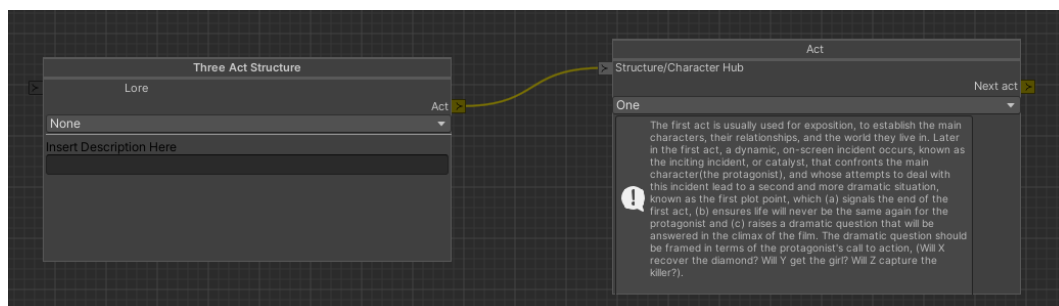 Three Act Structure
Lore
Act
None
Insert Description Here
Act
Structure/Character Hub
Next act
One
The first act is usually used for exposition, to establish the main
characters, their relationships, and the world they live in. Later
in the first act, a dynamic, on-screen incident occurs, known as
the inciting incident, or catalyst, that confronts the main
character(the protagonist), and whose attempts to deal with
this incident lead to a second and more dramatic situation,
known as the first plot point, which (a) signals the end of the
first act, (b) ensures life will never be the same again for the
protagonist and (c) raises a dramatic question that will be
answered in the climax of the film. The dramatic question should
be framed in terms of the protagonist's call to action, (Will X
recover the diamond? Will Y get the girl? Will Z capture the
killer?).